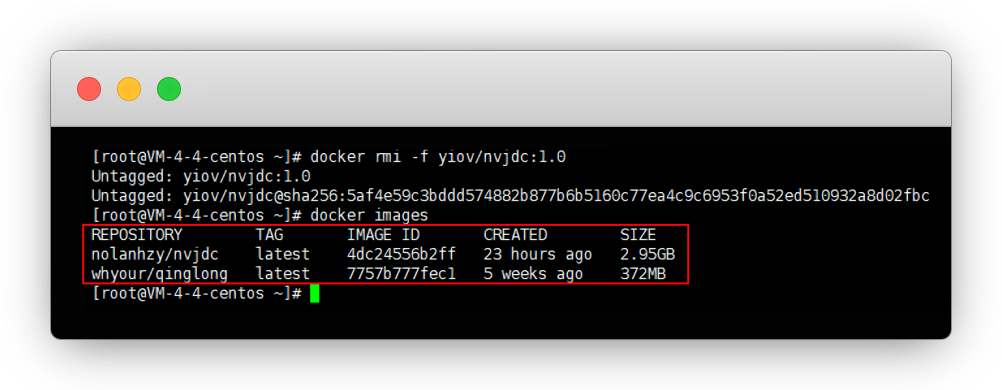 [root@VM-4-4-centos ~]# docker rmi -f yiov/nvjdc:1.0
Untagged: yiov/nvjdc:1.0
Untagged: yiov/nvjdc@sha256:5af4e59c3bddd574882b877b6b5160c77ea4c9c6953f0a52ed510932a8d02fbc
[root@VM-4-4-centos ~]# docker images
REPOSITORY TAG IMAGE ID CREATED SIZE
nolanhzy/nvjdc latest 4dc24556b2ff 23 hours ago 2.95GB
whyour/qinglong latest 7757b777fec1 5 weeks ago 372MB
[root@VM-4-4-centos ~]#